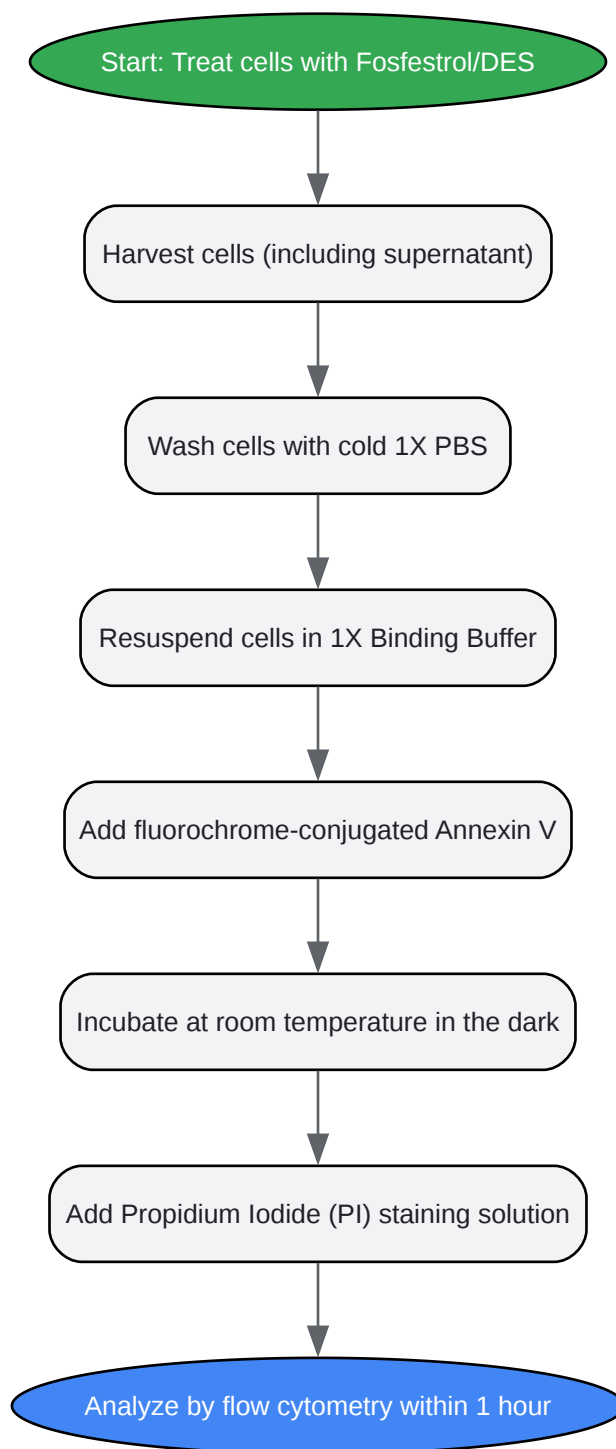 Start: Treat cells with Fosfestrol/DES
Harvest cells (including supernatant)
Wash cells with cold 1X PBS
Resuspend cells in 1X Binding Buffer
Add fluorochrome-conjugated Annexin V
Incubate at room temperature in the dark
Add Propidium Iodide (PI) staining solution
Analyze by flow cytometry within 1 hour